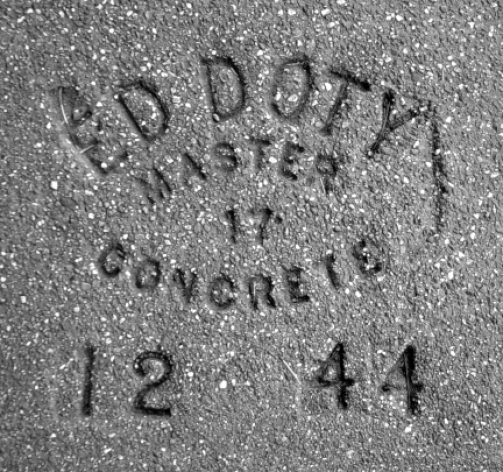 ED DOTY
MASTER
17
CONCRETE
12 44